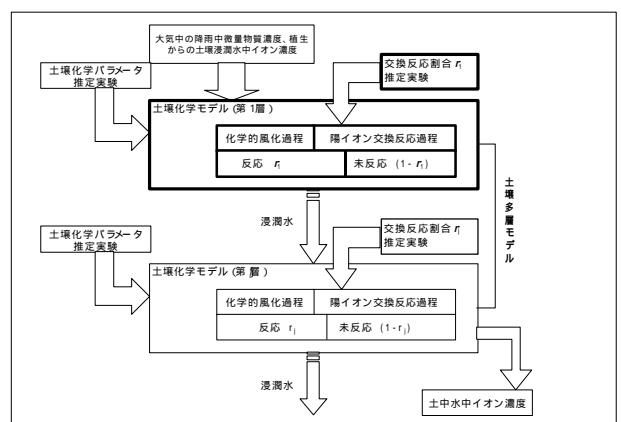 大気中の降雨中微量物質濃度、植生
からの土壌浸潤水中イオン濃度
土壌化学パラメータ
推定実験
交換反応割合 r1
推定実験
土壌化学モデル(第1層)
化学的風化過程
陽イオン交換反応過程
反応 r1
未反応 (1-r1)
浸潤水
土壌多層モデル
土壌化学パラメータ
推定実験
交換反応割合 rj
推定実験
土壌化学モデル(第j層)
化学的風化過程
陽イオン交換反応過程
反応 rj
未反応 (1-rj)
浸潤水
土中水中イオン濃度